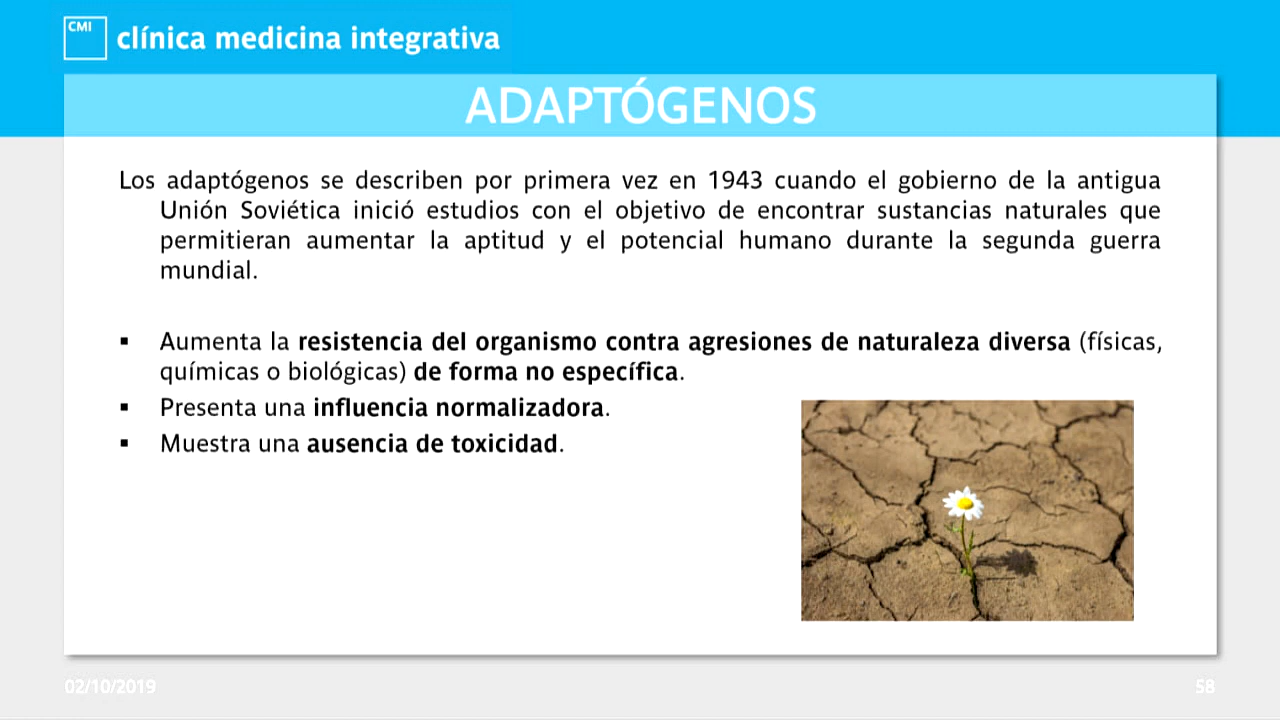 CMI
clínica medicina integrativa
ADAPTÓGENOS
Los adaptógenos se describen por primera vez en 1943 cuando el gobierno de la antigua
Unión Soviética inició estudios con el objetivo de encontrar sustancias naturales que
permitieran aumentar la aptitud y el potencial humano durante la segunda guerra
mundial.
▪ Aumenta la resistencia del organismo contra agresiones de naturaleza diversa (físicas,
químicas o biológicas) de forma no específica.
▪ Presenta una influencia normalizadora.
▪ Muestra una ausencia de toxicidad.
02/10/2019
58